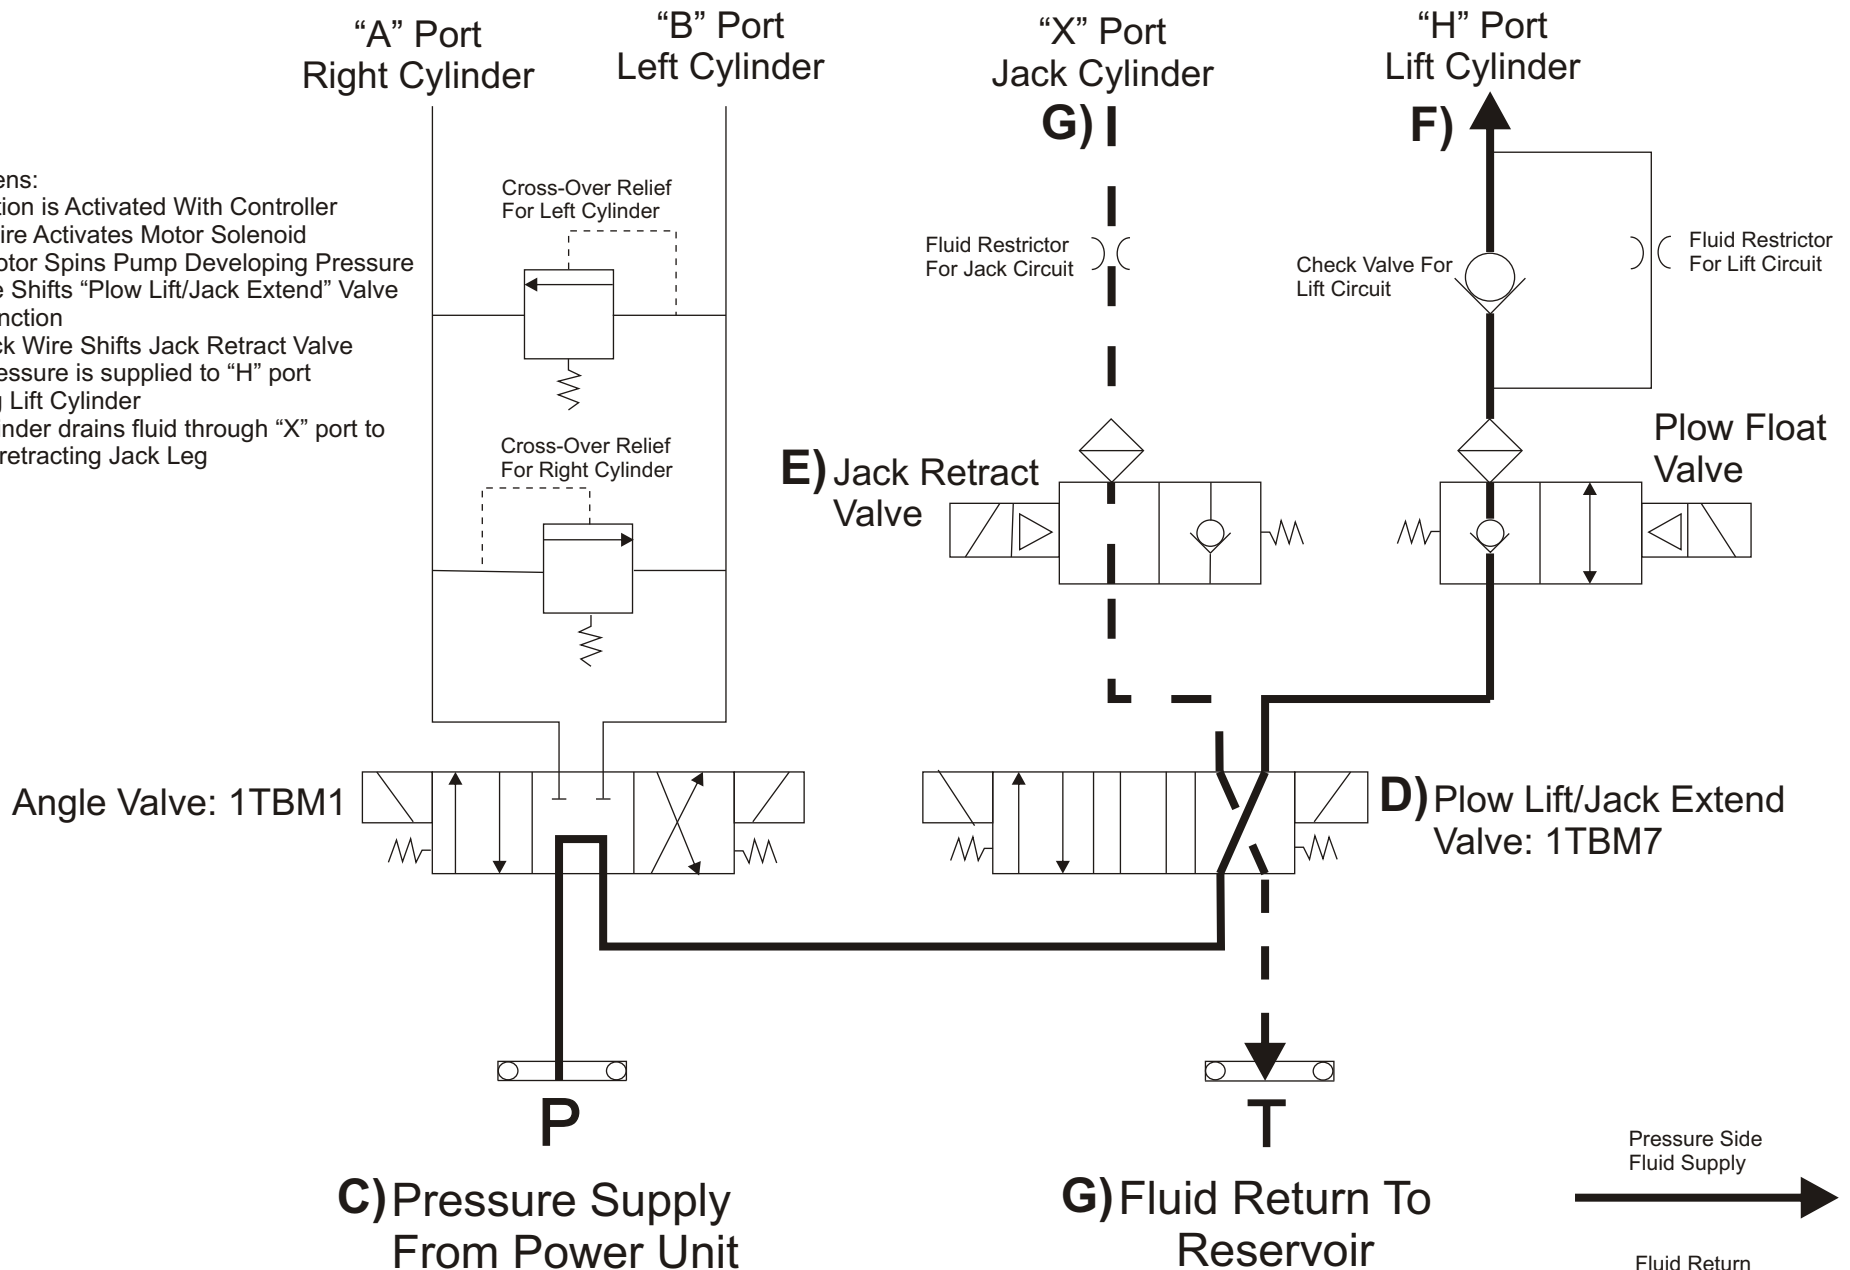 “A” Port
Right Cylinder
“B” Port
Left Cylinder
“X” Port
Jack Cylinder
“H” Port
Lift Cylinder
G)
F)
ens:
tion is Activated With Controller
ire Activates Motor Solenoid
otor Spins Pump Developing Pressure
e Shifts “Plow Lift/Jack Extend” Valve
nction
ck Wire Shifts Jack Retract Valve
essure is supplied to “H” port
g Lift Cylinder
inder drains fluid through “X” port to
retracting Jack Leg
Cross-Over Relief
For Left Cylinder
Cross-Over Relief
For Right Cylinder
Fluid Restrictor
For Jack Circuit
Check Valve For
Lift Circuit
Fluid Restrictor
For Lift Circuit
E) Jack Retract
Valve
Plow Float
Valve
Angle Valve: 1TBM1
D) Plow Lift/Jack Extend
Valve: 1TBM7
P
T
C) Pressure Supply
From Power Unit
G) Fluid Return To
Reservoir
Pressure Side
Fluid Supply
Fluid Return